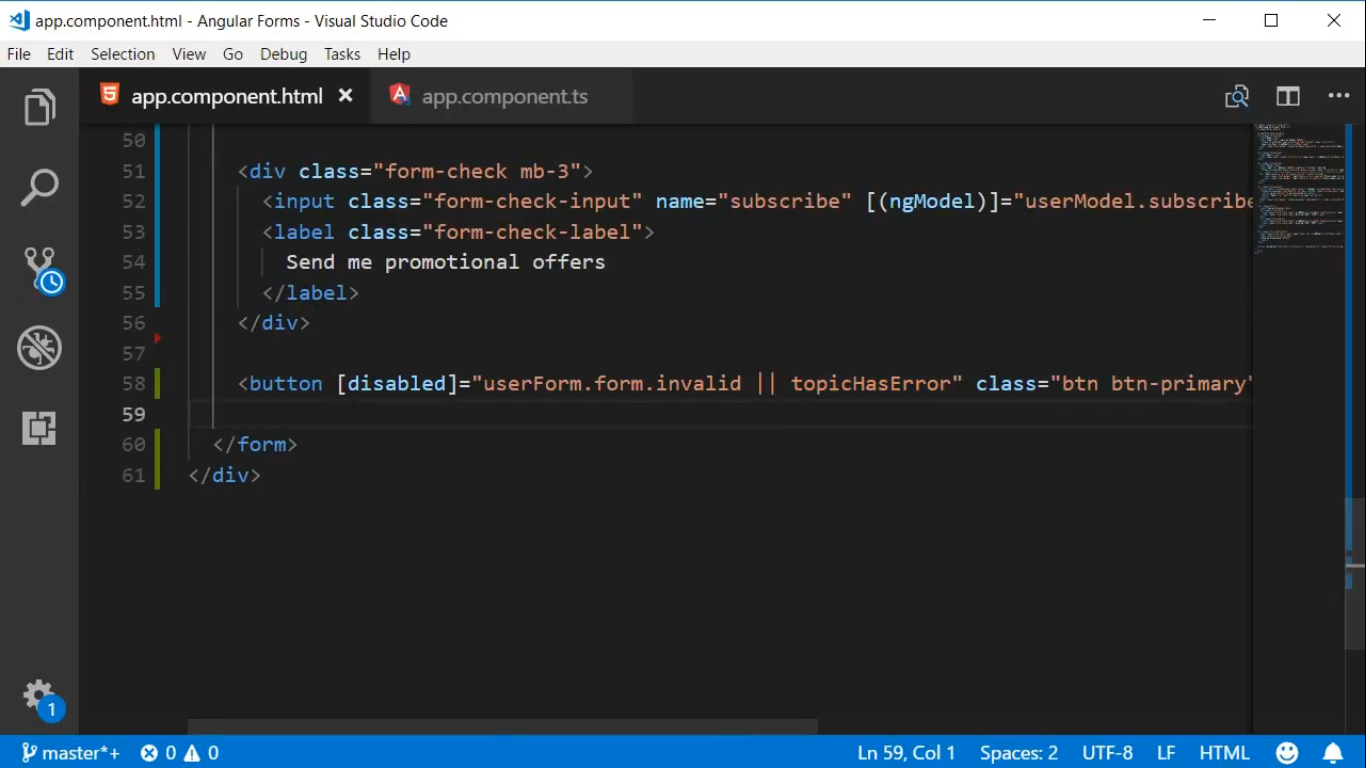 app.component.html - Angular Forms - Visual Studio Code
File Edit Selection View Go Debug Tasks Help
app.component.html app.component.ts
50
51 <div class="form-check mb-3">
52 <input class="form-check-input" name="subscribe" [(ngModel)]="userModel.subscribe
53 <label class="form-check-label">
54 Send me promotional offers
55 </label>
56 </div>
57
58 <button [disabled]="userForm.form.invalid || topicHasError" class="btn btn-primary"
59
60 </form>
61 </div>
1
master*+ 0 0 Ln 59, Col 1 Spaces: 2 UTF-8 LF HTML